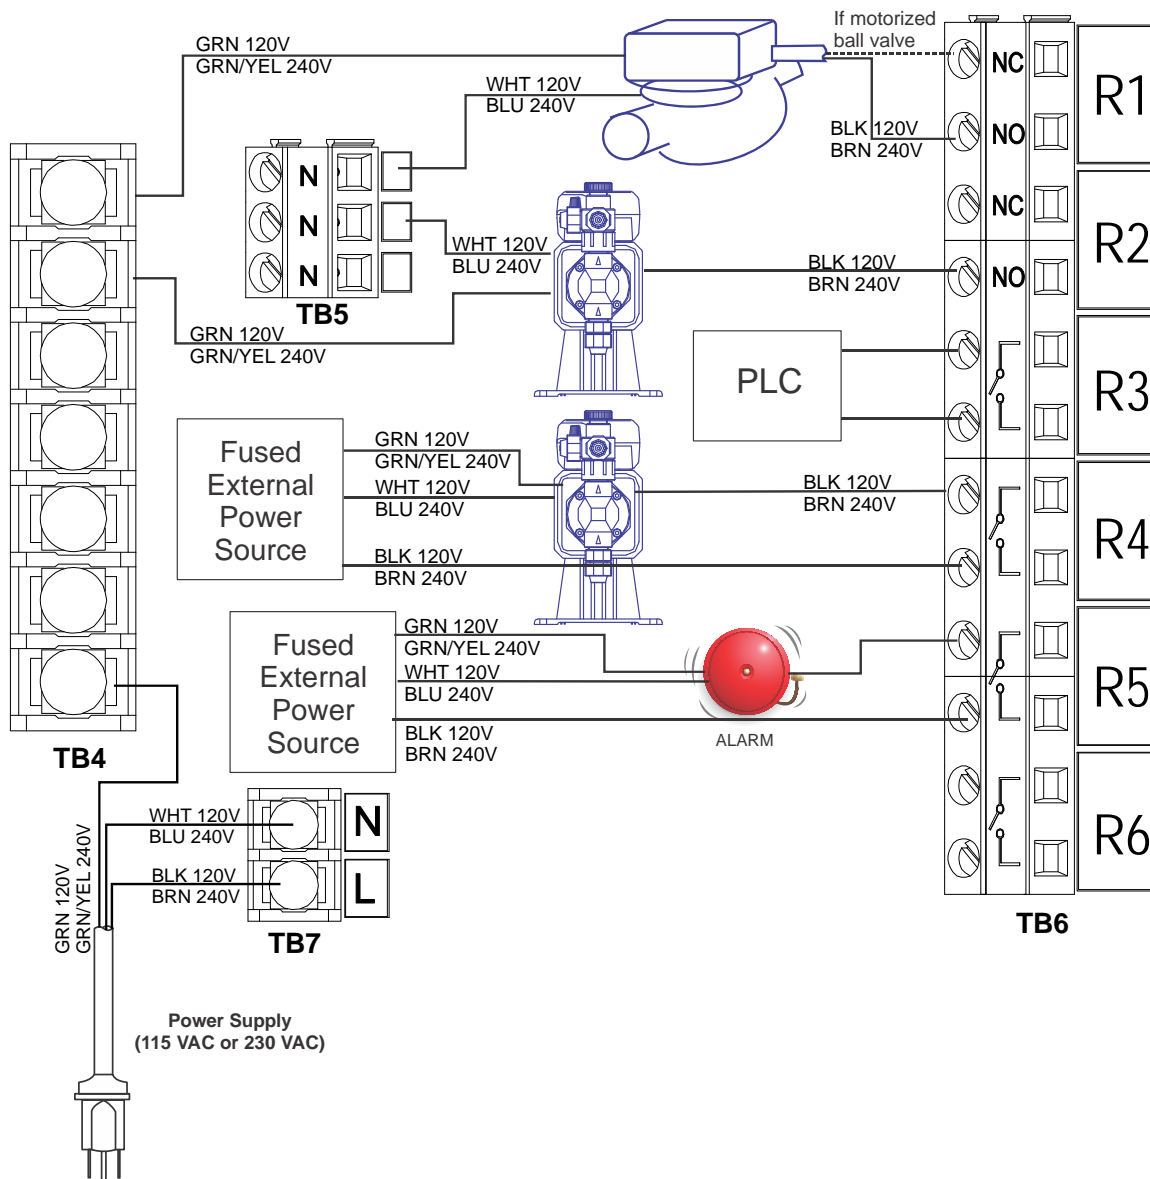 GRN 120V
GRN/YEL 240V
If motorized
ball valve
WHT 120V
BLU 240V
BLK 120V
BRN 240V
NC
NO
R1
NC
NO
R2
N
N
N
TB5
WHT 120V
BLU 240V
BLK 120V
BRN 240V
GRN 120V
GRN/YEL 240V
PLC
R3
Fused
External
Power
Source
GRN 120V
GRN/YEL 240V
WHT 120V
BLU 240V
BLK 120V
BRN 240V
BLK 120V
BRN 240V
R4
Fused
External
Power
Source
GRN 120V
GRN/YEL 240V
WHT 120V
BLU 240V
BLK 120V
BRN 240V
ALARM
R5
R6
TB6
TB4
WHT 120V
BLU 240V
N
BLK 120V
BRN 240V
L
TB7
GRN 120V
GRN/YEL 240V
Power Supply
(115 VAC or 230 VAC)